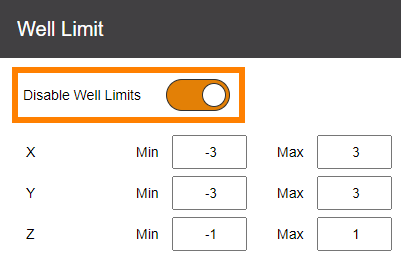 Well Limit
Disable Well Limits
X Min -3 Max 3
Y Min -3 Max 3
Z Min -1 Max 1